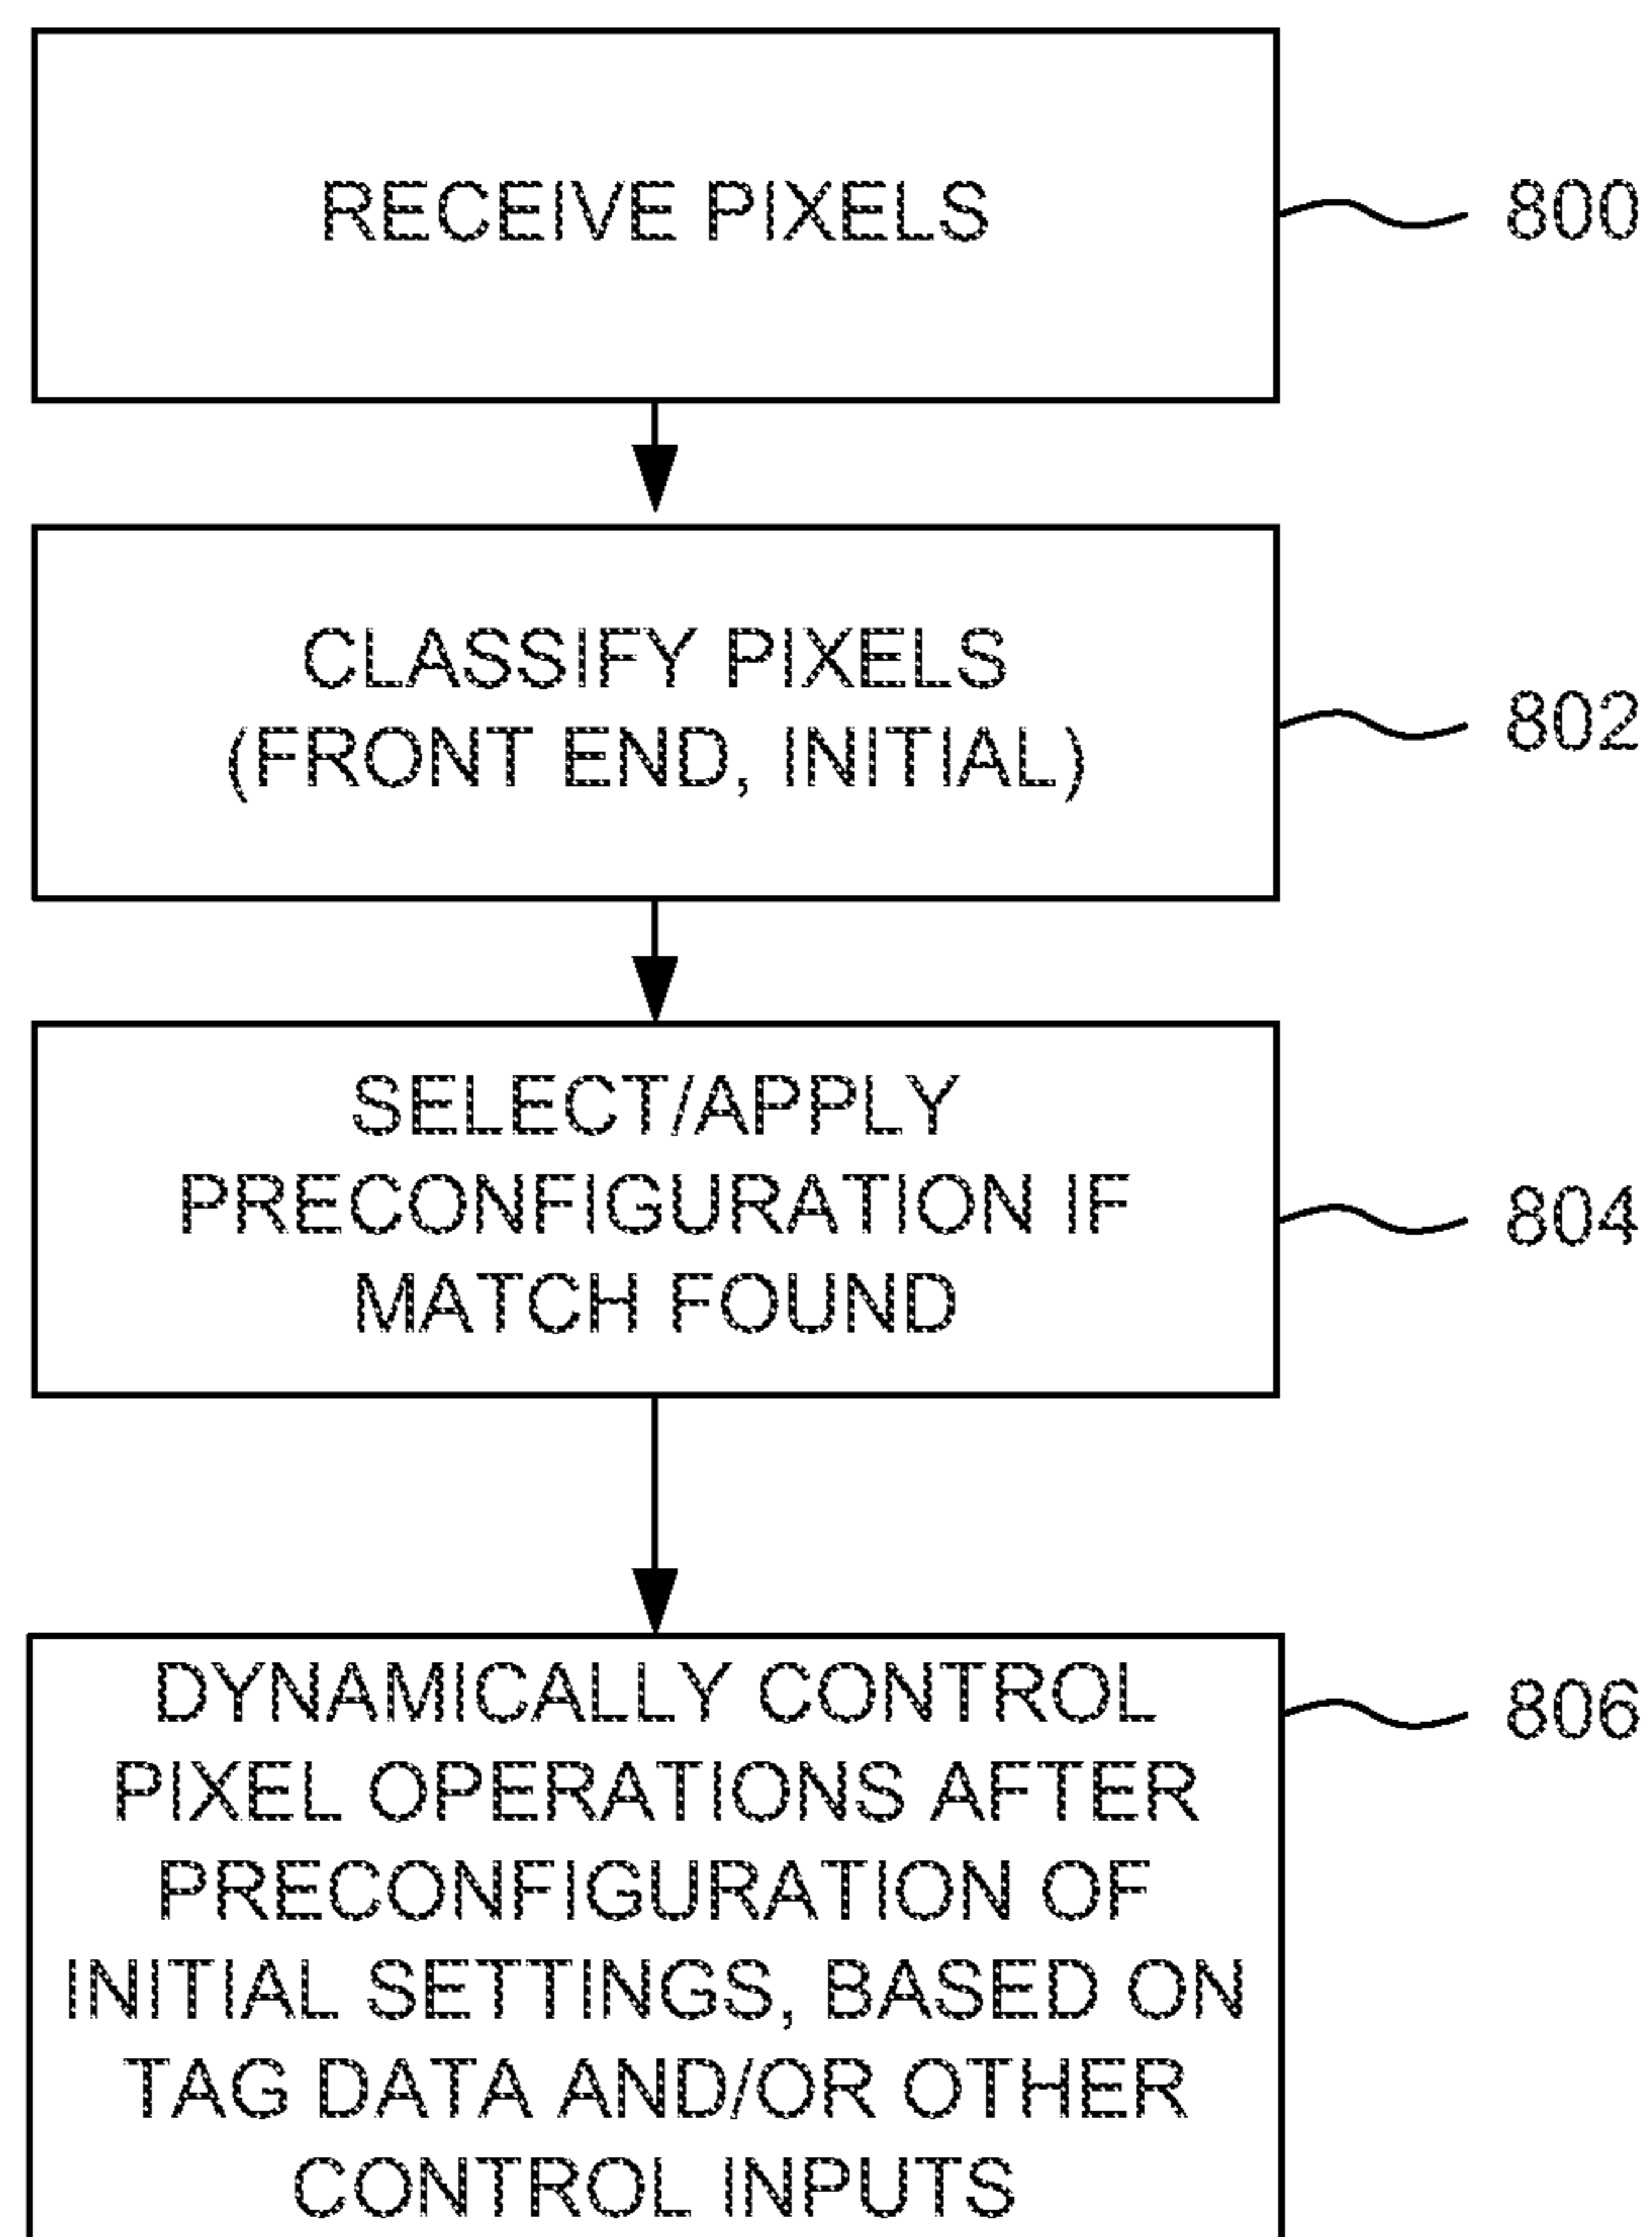 RECEIVE PIXELS
800
CLASSIFY PIXELS
(FRONT END, INITIAL)
802
SELECT/APPLY
PRECONFIGURATION IF
MATCH FOUND
804
DYNAMICALLY CONTROL
PIXEL OPERATIONS AFTER
PRECONFIGURATION OF
INITIAL SETTINGS, BASED ON
TAG DATA AND/OR OTHER
CONTROL INPUTS
806